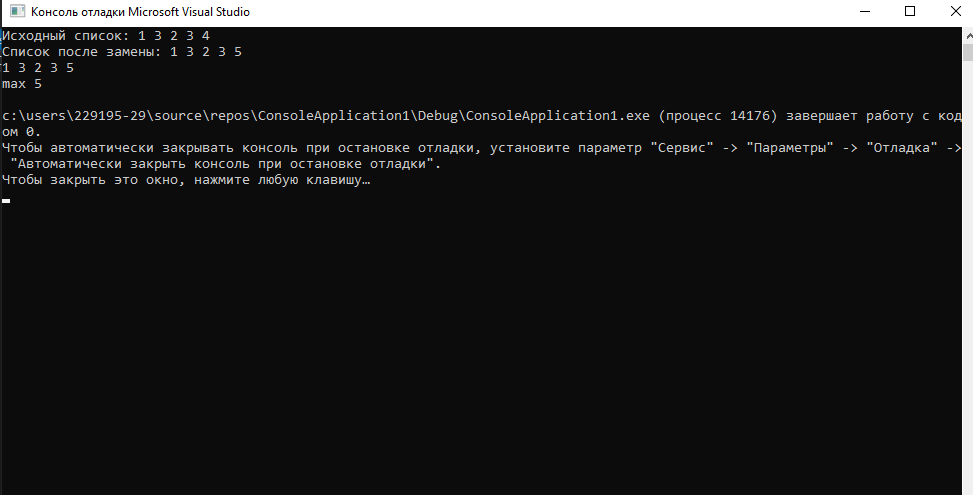 Консоль отладки Microsoft Visual Studio
Исходный список: 1 3 2 3 4
Список после замены: 1 3 2 3 5
1 3 2 3 5
max 5
c:\users\229195-29\source\repos\ConsoleApplication1\Debug\ConsoleApplication1.exe (процесс 14176) завершает работу с код
ом 0.
Чтобы автоматически закрывать консоль при остановке отладки, установите параметр "Сервис" -> "Параметры" -> "Отладка" ->
"Автоматически закрыть консоль при остановке отладки".
Чтобы закрыть это окно, нажмите любую клавишу…